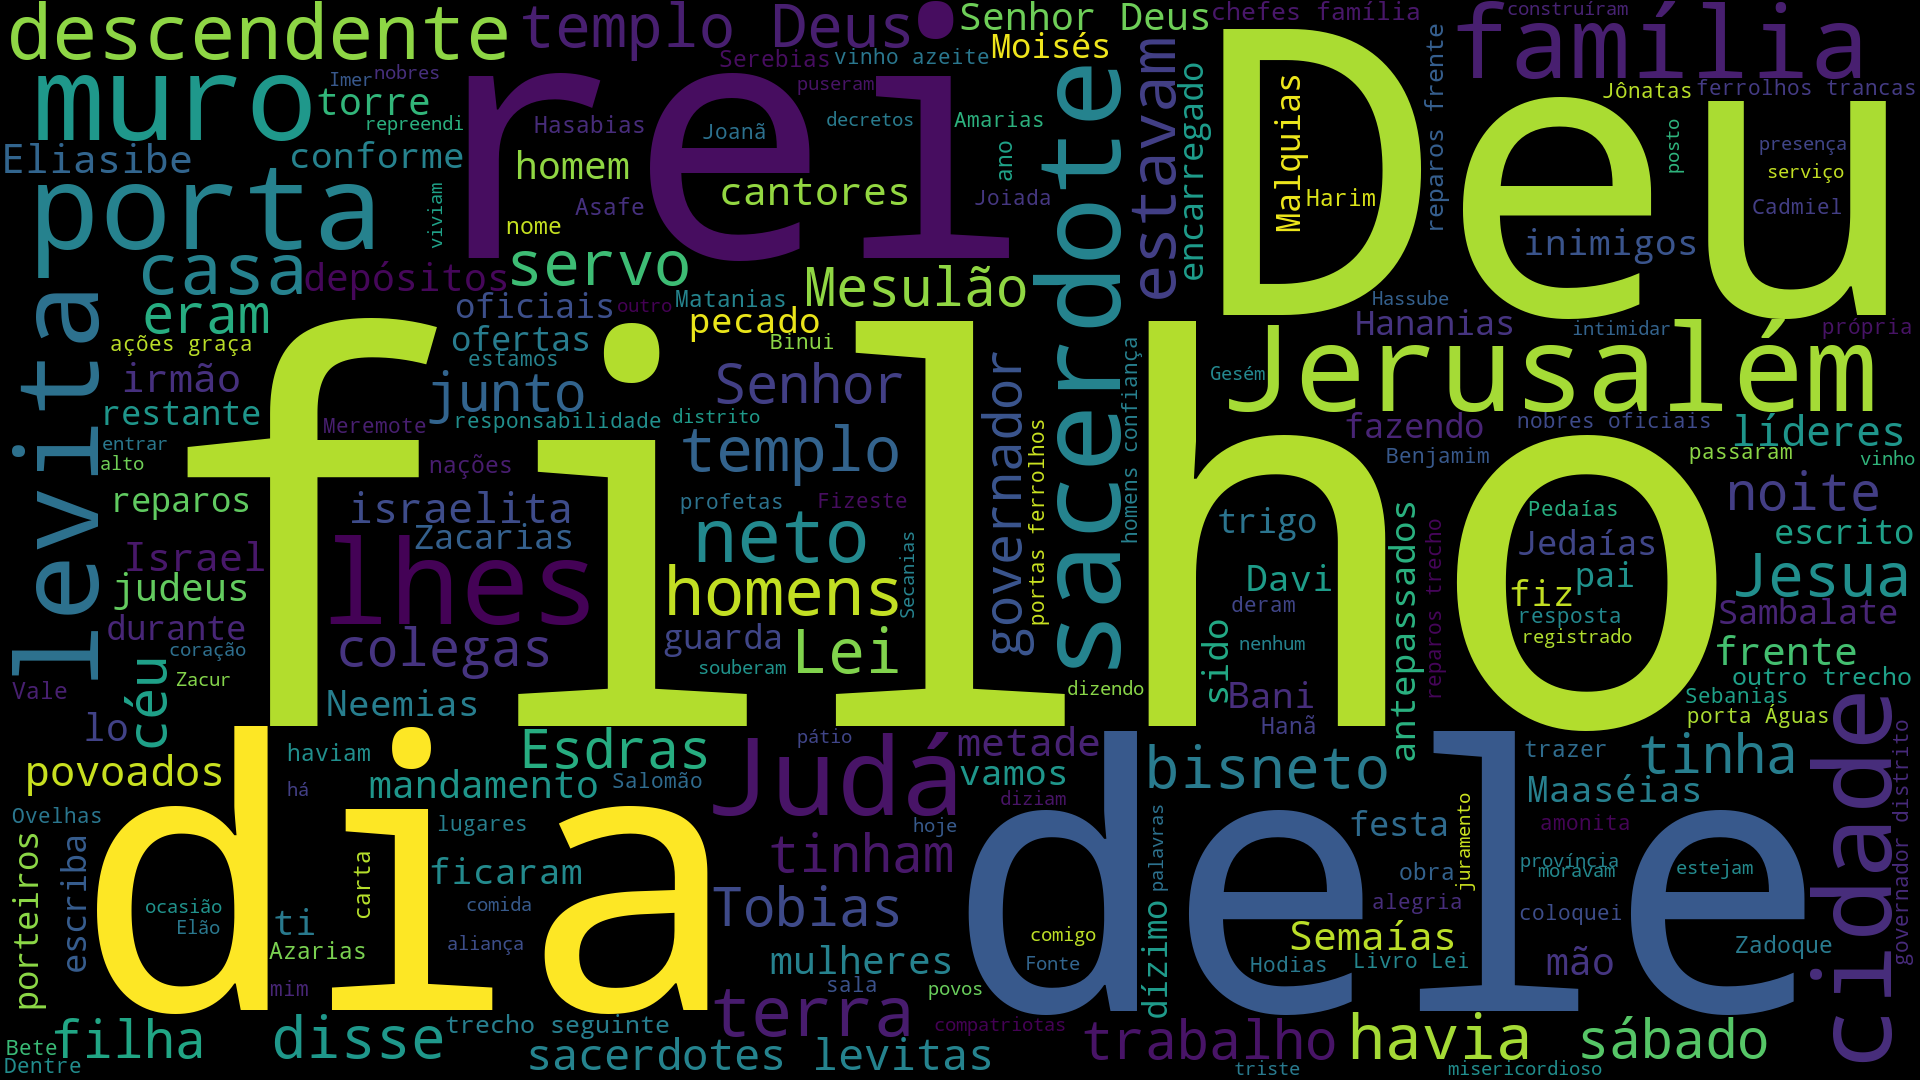 descendente
templo Deus
Senhor Deus
chefes família
construíram
família
muro
Imer
nobres
torre
repreendi
rei
Serebias
vinho azeite
Moisés
puseram
Hasabias
Joanã
decretos
Amarias
Deu
reparos frente
Jônatas
ferrolhos trancas
Eliasibe
conforme
homem
cantores
ano
Joiada
sacerdote
estavam
encarregado
Malquias
Harim
posto
presença
serviço
Cadmiel
porta
viviam
Asafe
nome
inimigos
casa
depósitos
servo
Mesulão
levita
eram
oficiais
outro
Matanias
Hassube
ofertas
pecado
Hananias
intimidar
própria
ações graça
Binui
estamos
irmão
junto
Senhor
governador
homens confiança
Gesém
Jerusalém
filho
restante
Meremote
responsabilidade
distrito
fazendo
nobres oficiais
líderes
entrar
alto
nações
templo
portas ferrolhos
Benjamim
passaram
vinho
reparos
israelita
profetas
Fizeste
noite
Zacarias
neto
Secanias
trigo
antepassados
reparos trecho
Pedaías
escrito
Israel
lhes
Jedaías
judeus
homens
Davi
fiz
pai
Jesua
deram
resposta
Sambalate
durante
colegas
guarda
Lei
sido
nenhum
registrado
coração
céu
Zacur
souberam
dizendo
frente
outro trecho
Vale
Neemias
Bani
Sebanias
lo
Hanã
porta Águas
cidade
governador distrito
haviam
Esdras
pátio
Judá
metade
bisneto
trazer
tinha
povoados
há
mandamento
Salomão
vamos
diziam
Maaséias
dia
dele
Ovelhas
lugares
hoje
palavras
juramento
festa
amonita
porteiros
escriba
carta
ficaram
tinham
obra
província
moravam
estejam
ocasião
Elão
ti
comida
Tobias
alegria
coloquei
Azarias
aliança
comigo
dízimo
Semaías
Zadoque
mim
mulheres
Fonte
Hodias
Livro Lei
mão
sala
povos
terra
Bete
filha
disse
trecho seguinte
compatriotas
trabalho
havia
sábado
Dentre
sacerdotes levitas
triste
misericordioso